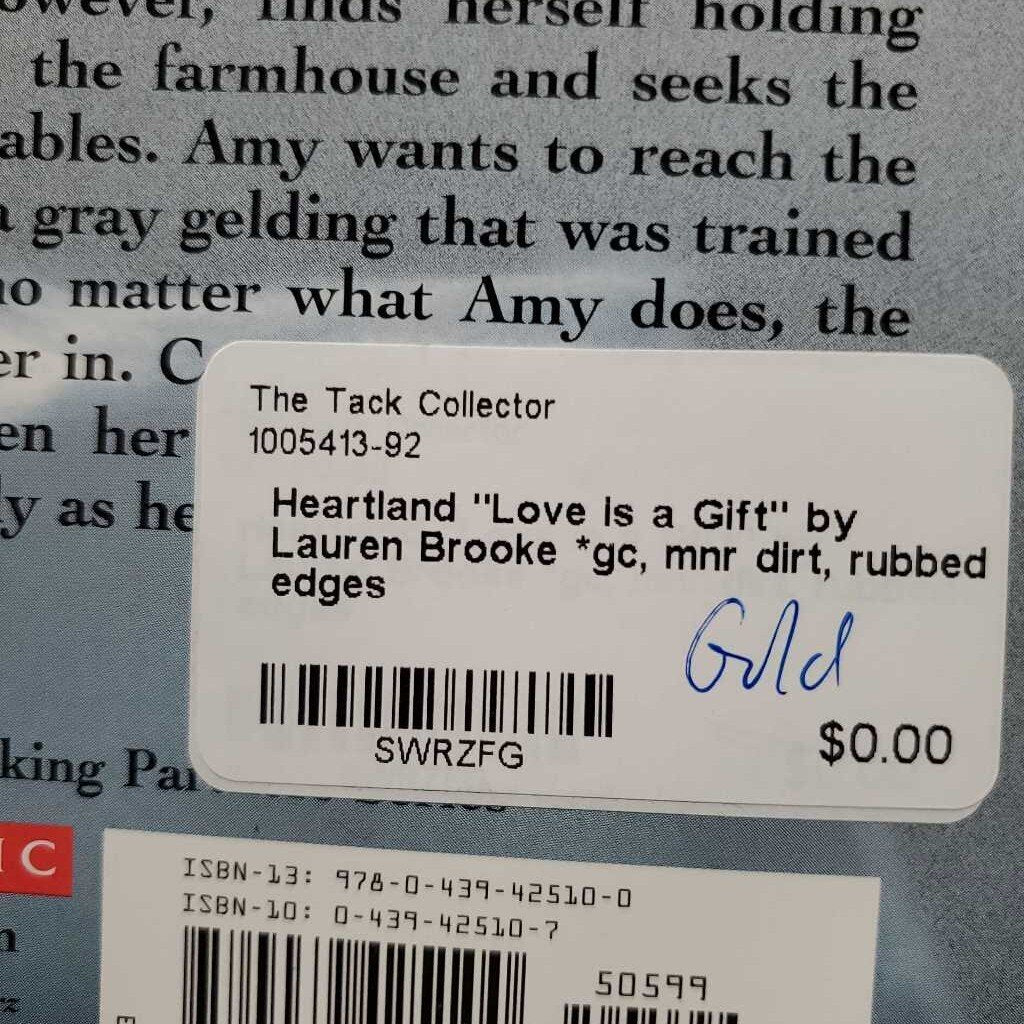 finds herself holding
the farmhouse and seeks the
ables. Amy wants to reach the
a gray gelding that was trained
no matter what Amy does, the
er in. C
en her
ly as he
The Tack Collector
1005413-92
Heartland "Love is a Gift" by
Lauren Brooke *gc, mnr dirt, rubbed
edges
Gold
SWRZFG
$0.00
king Par
IC
ISBN-13: 978-0-439-42510-0
ISBN-10: 0-439-42510-7
50599